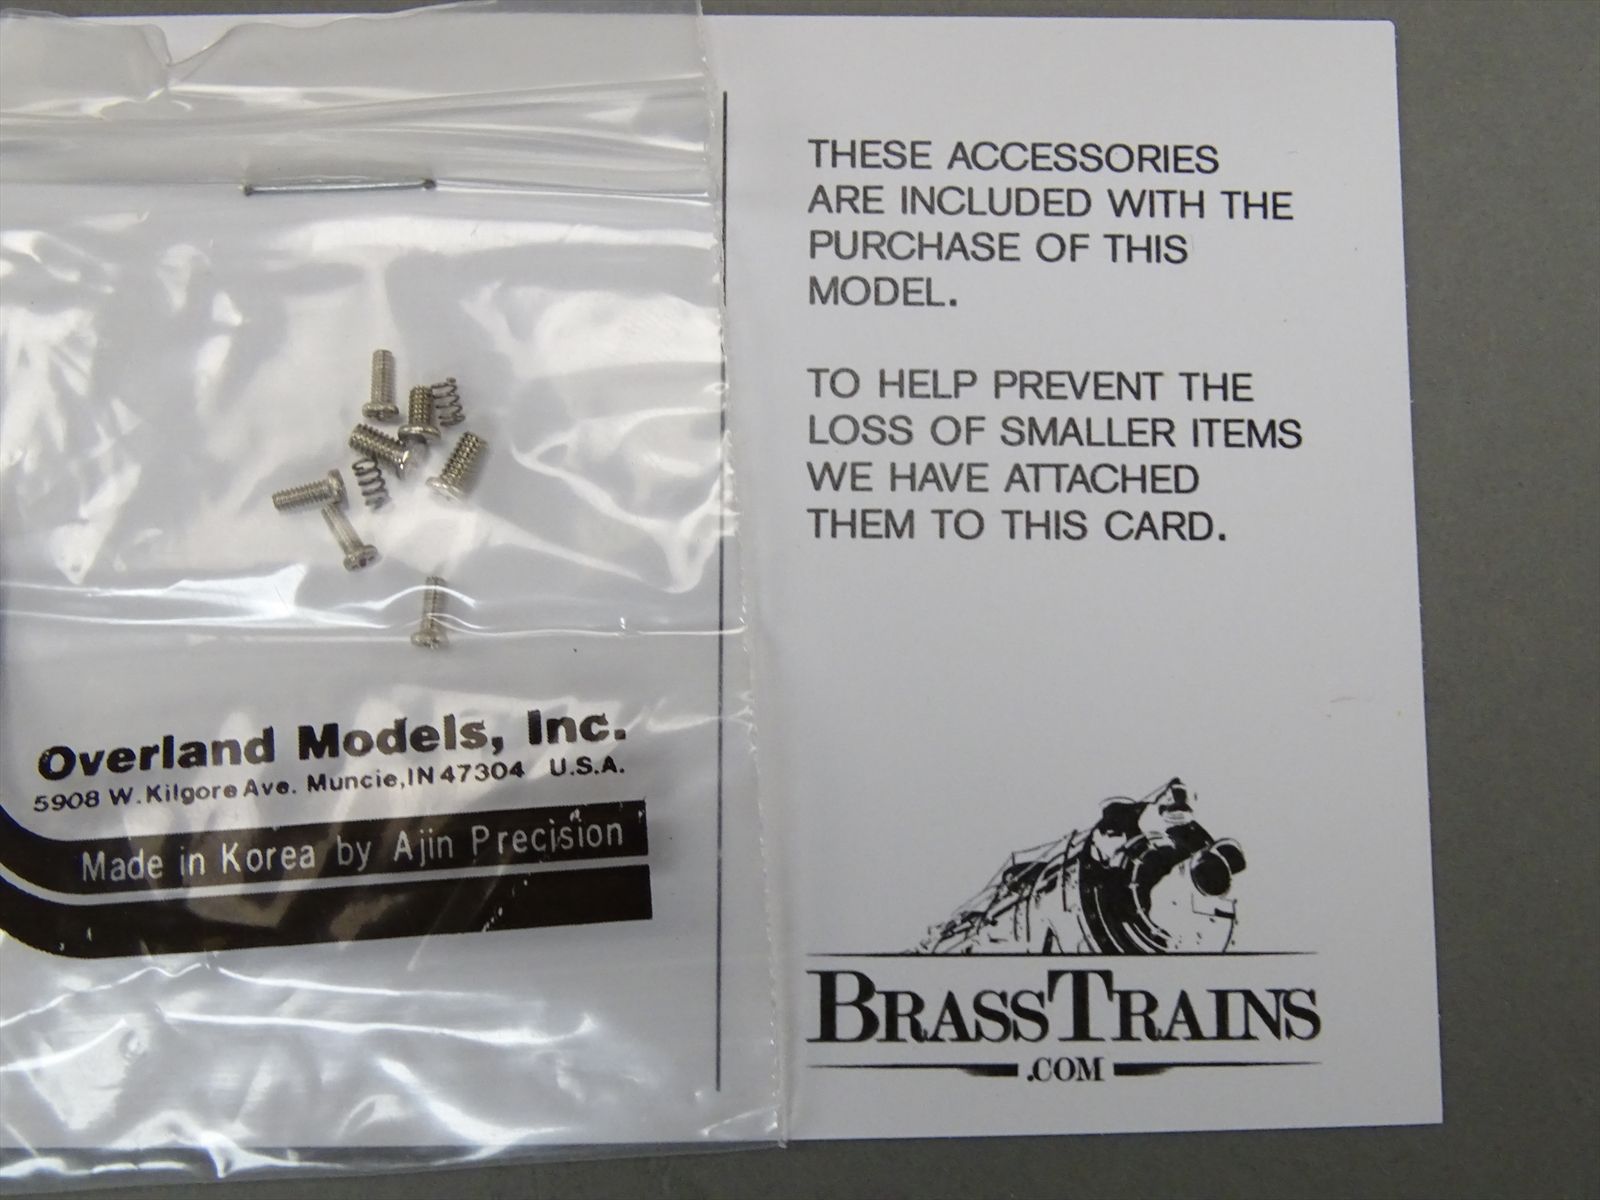 THESE ACCESSORIES
ARE INCLUDED WITH THE
PURCHASE OF THIS
MODEL.
TO HELP PREVENT THE
LOSS OF SMALLER ITEMS
WE HAVE ATTACHED
THEM TO THIS CARD.
Overland Models, Inc.
5908 W. Kilgore Ave. Muncie, IN 47304 U.S.A.
Made in Korea by Ajin Precision
BRASSTRAINS
.COM